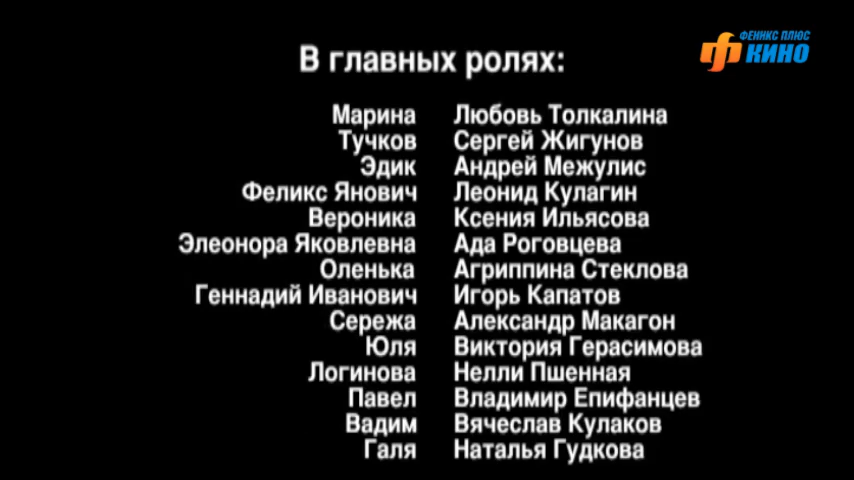 ФЕНИКС ПЛЮС
КИНО
В главных ролях:
Марина Любовь Толкалина
Тучков Сергей Жигунов
Эдик Андрей Межулис
Феликс Янович Леонид Кулагин
Вероника Ксения Ильясова
Элеонора Яковлевна Ада Роговцева
Оленька Агриппина Стеклова
Геннадий Иванович Игорь Капатов
Сережа Александр Макагон
Юля Виктория Герасимова
Логинова Нелли Пшенная
Павел Владимир Епифанцев
Вадим Вячеслав Кулаков
Галя Наталья Гудкова